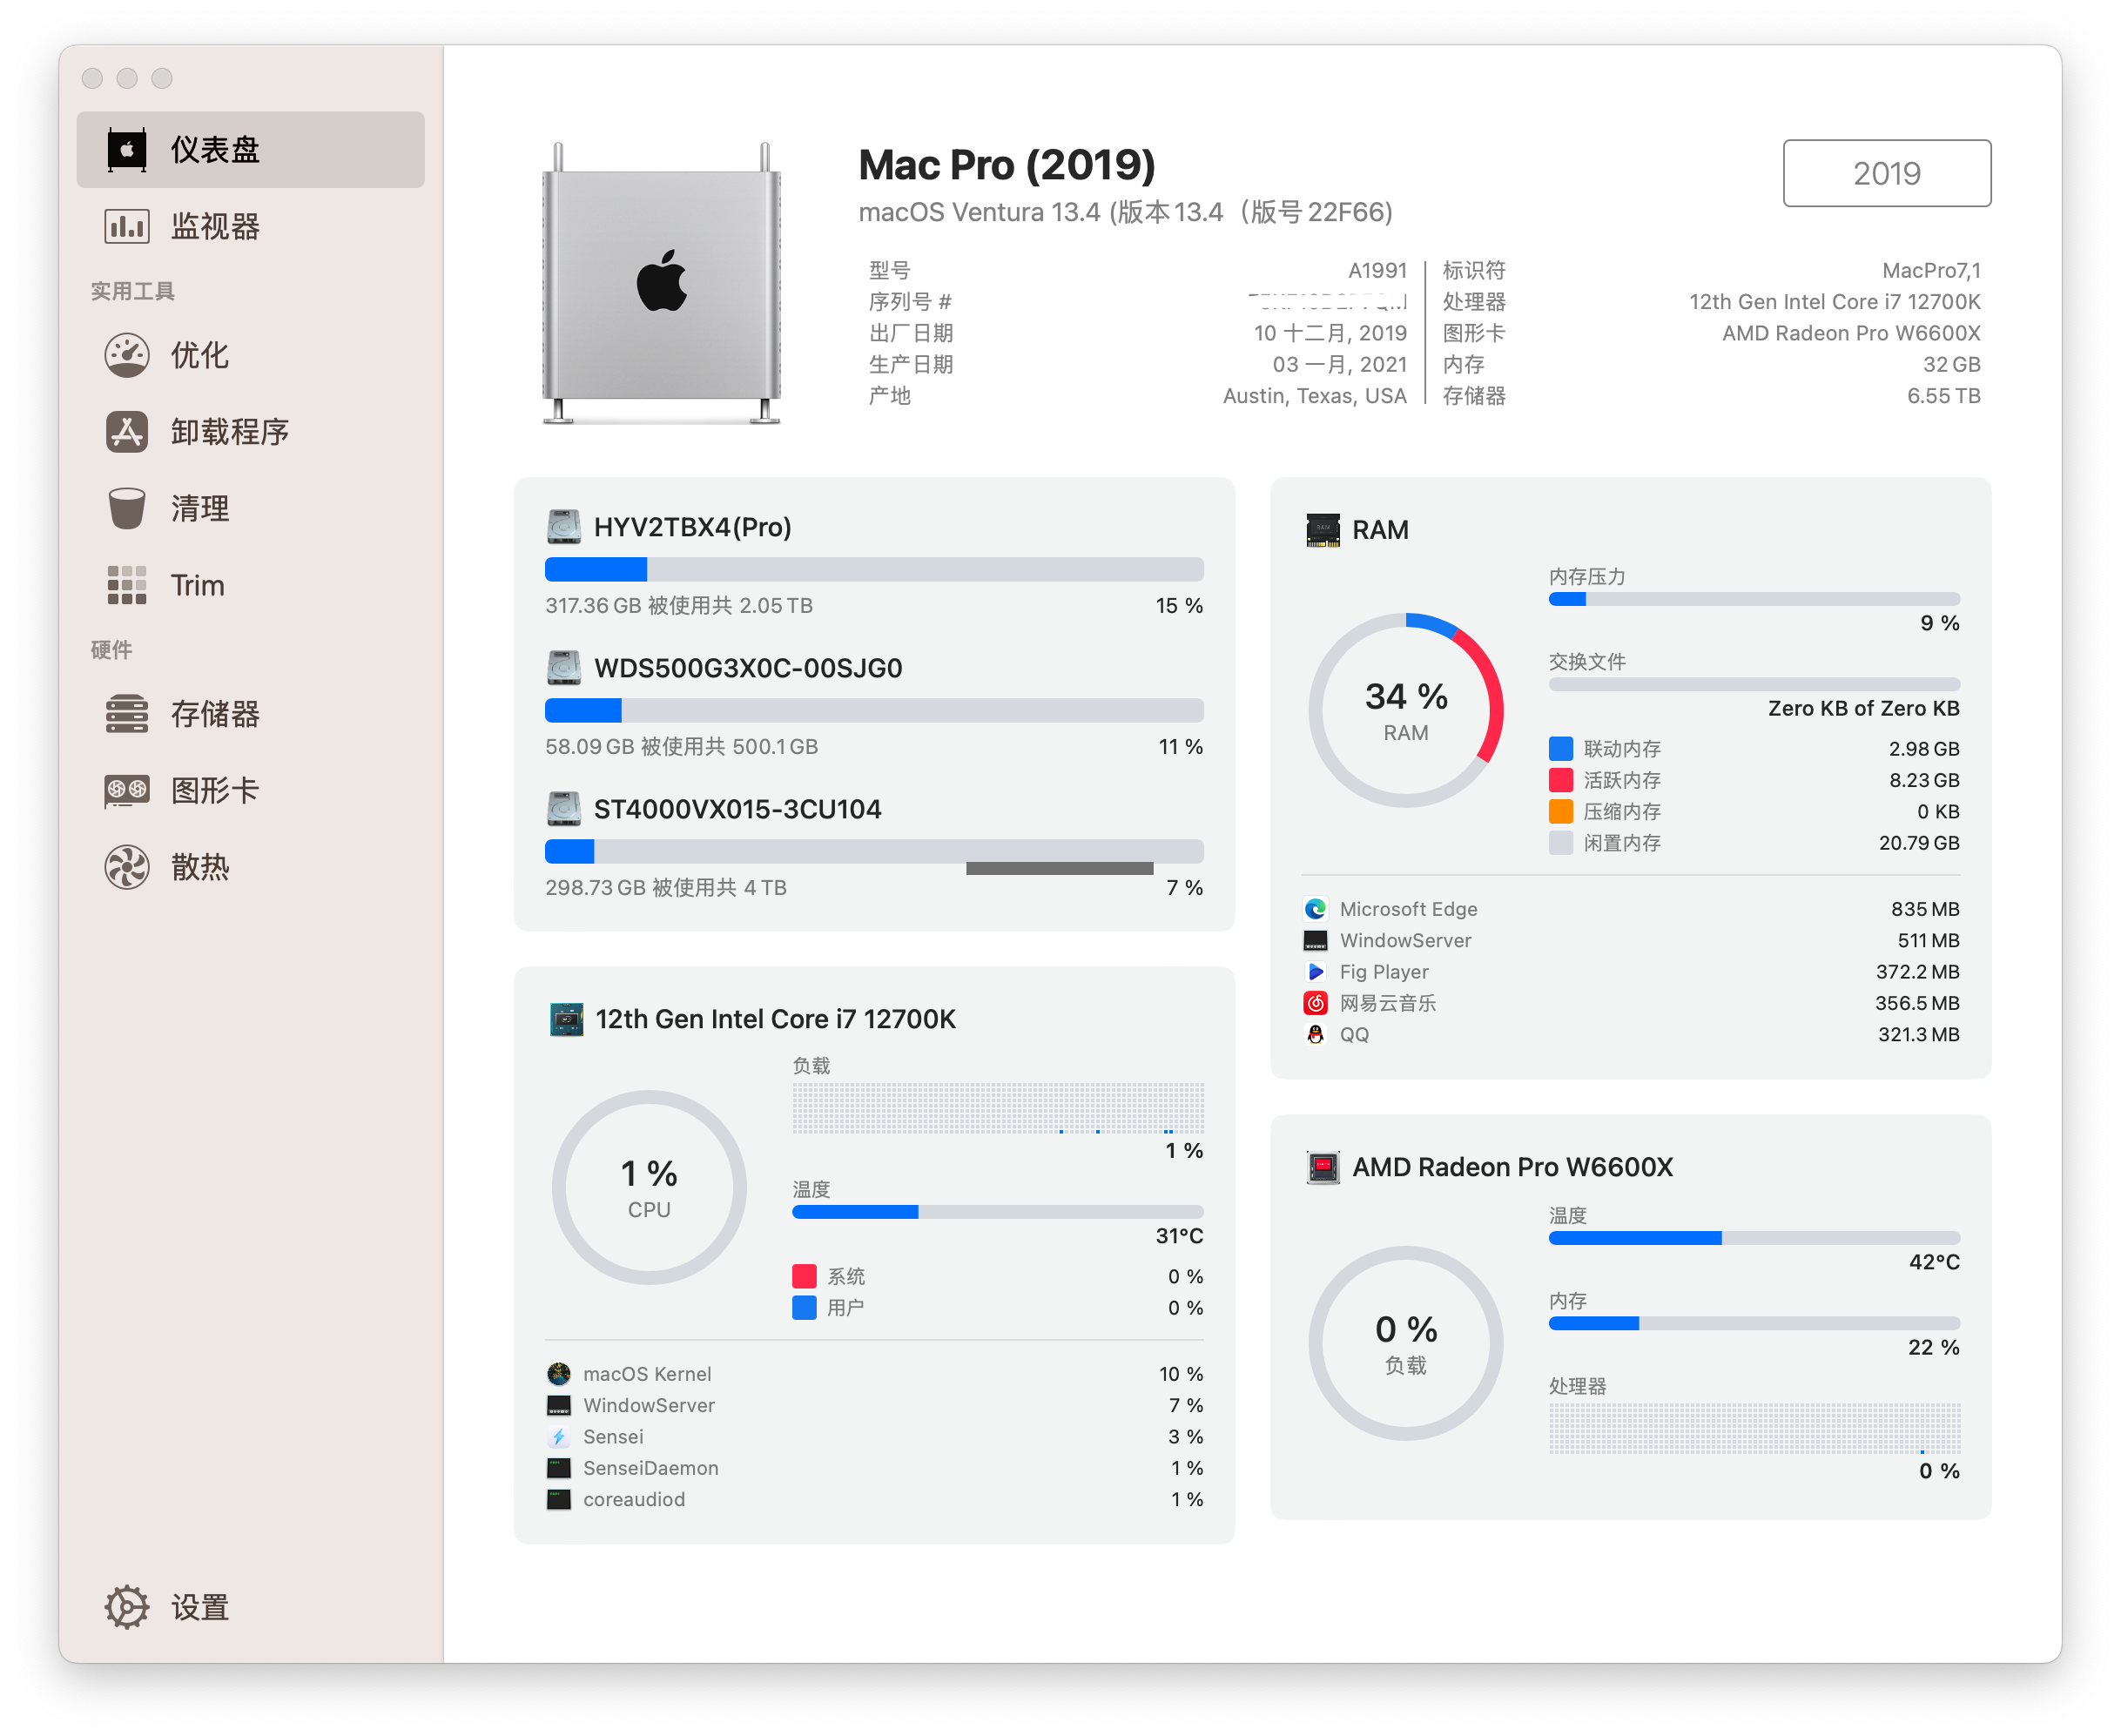 仪表盘
监视器
实用工具
优化
卸载程序
清理
Trim
硬件
存储器
图形卡
散热
设置
Mac Pro (2019)
2019
macOS Ventura 13.4 (版本 13.4（版号 22F66)
型号 A1991
序列号 #
出厂日期 10 十二月, 2019
生产日期 03 一月, 2021
产地 Austin, Texas, USA
标识符 MacPro7,1
处理器 12th Gen Intel Core i7 12700K
图形卡 AMD Radeon Pro W6600X
内存 32 GB
存储器 6.55 TB
HYV2TBX4(Pro)
317.36 GB 被使用共 2.05 TB 15 %
WDS500G3X0C-00SJG0
58.09 GB 被使用共 500.1 GB 11 %
ST4000VX015-3CU104
298.73 GB 被使用共 4 TB 7 %
12th Gen Intel Core i7 12700K
负载
1 %
1 %
CPU
温度
31°C
系统 0 %
用户 0 %
macOS Kernel 10 %
WindowServer 7 %
Sensei 3 %
SenseiDaemon 1 %
coreaudiod 1 %
RAM
内存压力
9 %
34 %
RAM
交换文件
Zero KB of Zero KB
联动内存 2.98 GB
活跃内存 8.23 GB
压缩内存 0 KB
闲置内存 20.79 GB
Microsoft Edge 835 MB
WindowServer 511 MB
Fig Player 372.2 MB
网易云音乐 356.5 MB
QQ 321.3 MB
AMD Radeon Pro W6600X
温度
42°C
内存
22 %
0 %
负载
处理器
0 %